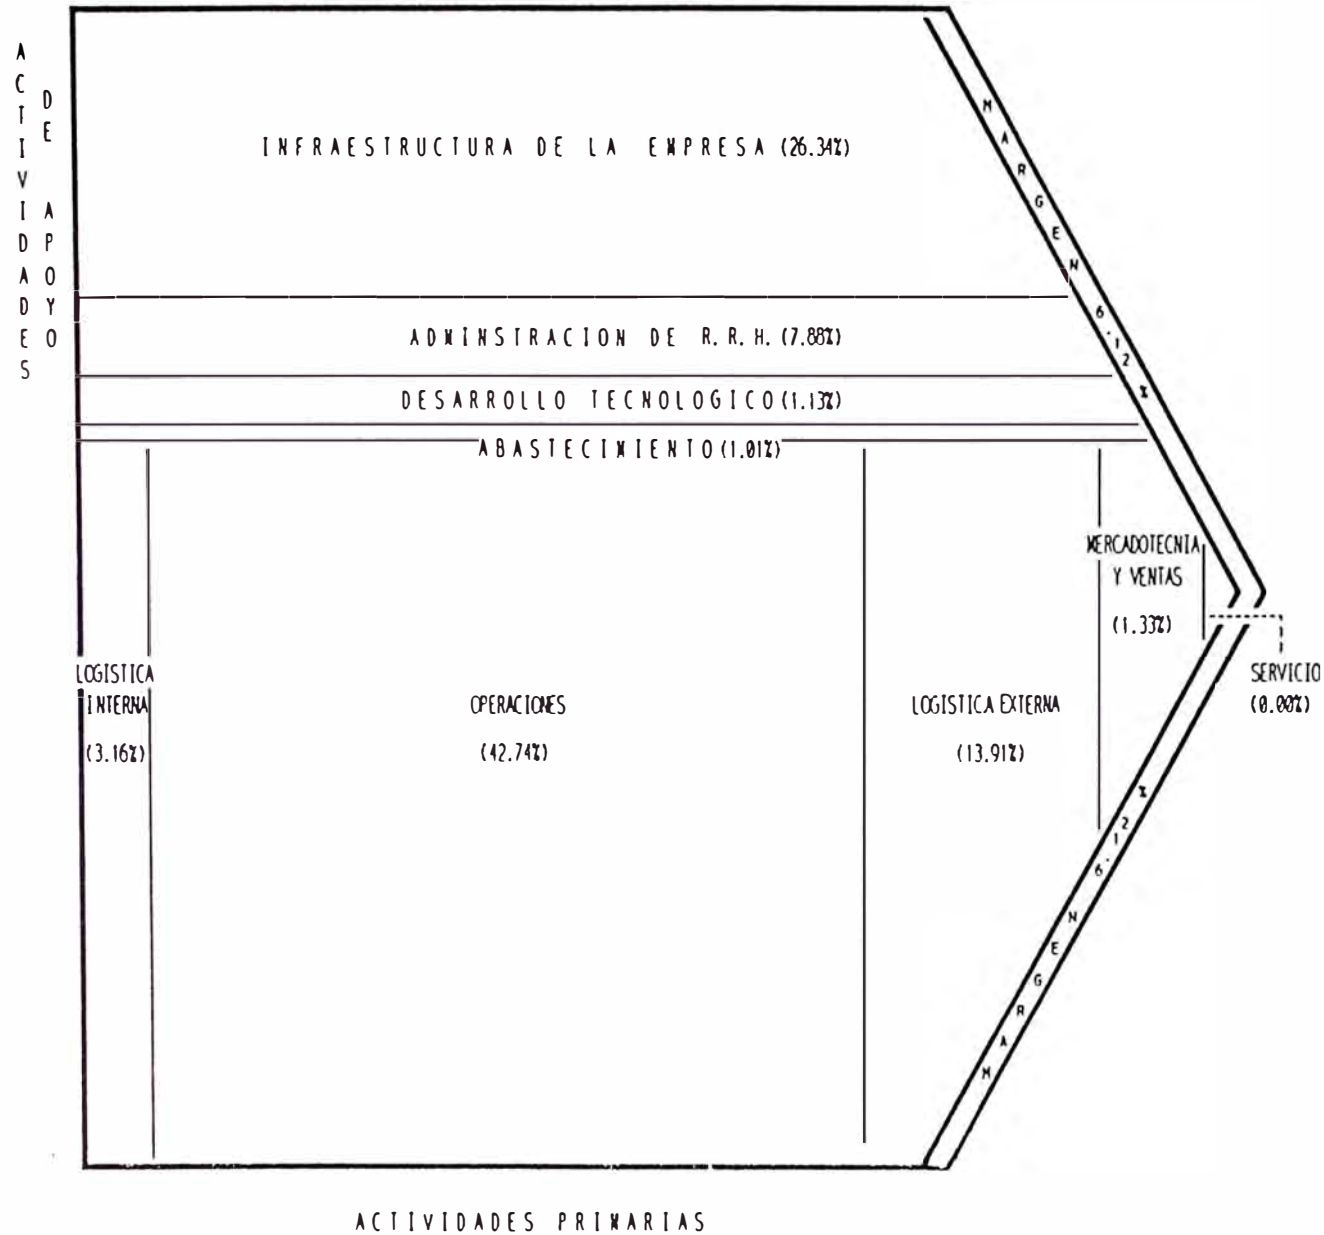 ACTIVIDADES
DE APOYO
INFRAESTRUCTURA DE LA EMPRESA (26.34%)
ADMINSTRACION DE R.R.H. (7.88%)
DESARROLLO TECNOLOGICO (1.13%)
ABASTECIMIENTO (1.01%)
MARGEN 6.12%
LOGISTICA
INTERNA
(3.16%)
OPERACIONES
(42.74%)
LOGISTICA EXTERNA
(13.91%)
MERCADOTECNIA
Y VENTAS
(1.33%)
SERVICIO
(0.00%)
MARGEN 6.12%
ACTIVIDADES PRIMARIAS